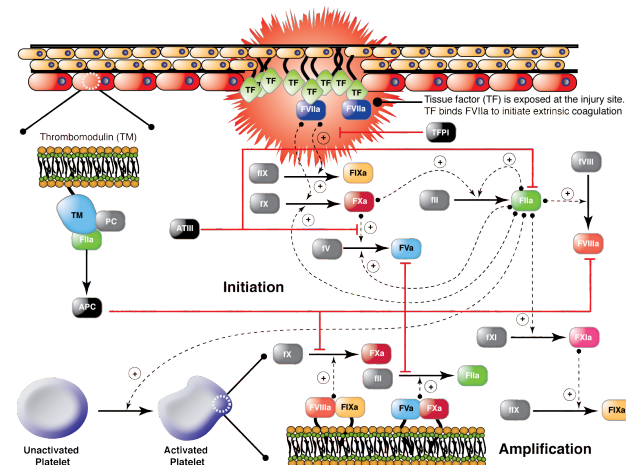 TF
TF
TF
TF
TF
TF
TF
FVIIa
FVIIa
Tissue factor (TF) is exposed at the injury site.
TF binds FVIIa to initiate extrinsic coagulation
TFPI
Thrombomodulin (TM)
TM
PC
FIIa
APC
ATIII
fIX
FIXa
fX
FXa
fII
FIIa
fVIII
FVIIIa
fV
FVa
Initiation
+
+
+
+
+
+
+
+
+
+
+
+
+
fX
FXa
fII
FIIa
fXI
FXIa
fIX
FIXa
FVIIIa
FIXa
FVa
FXa
Unactivated
Platelet
Activated
Platelet
Amplification